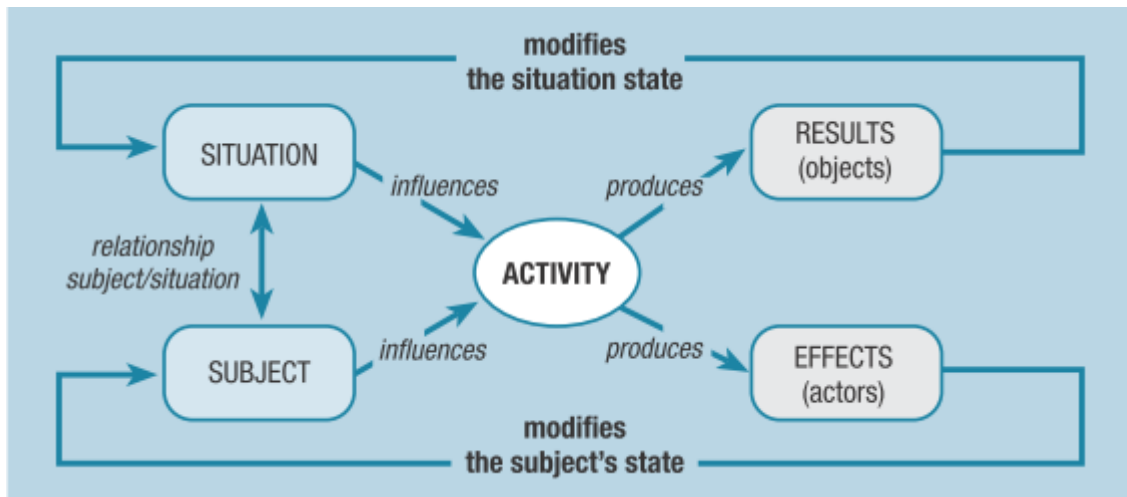 modifies
the situation state
SITUATION
RESULTS
(objects)
influences
produces
relationship
subject/situation
ACTIVITY
influences
produces
SUBJECT
EFFECTS
(actors)
modifies
the subject's state